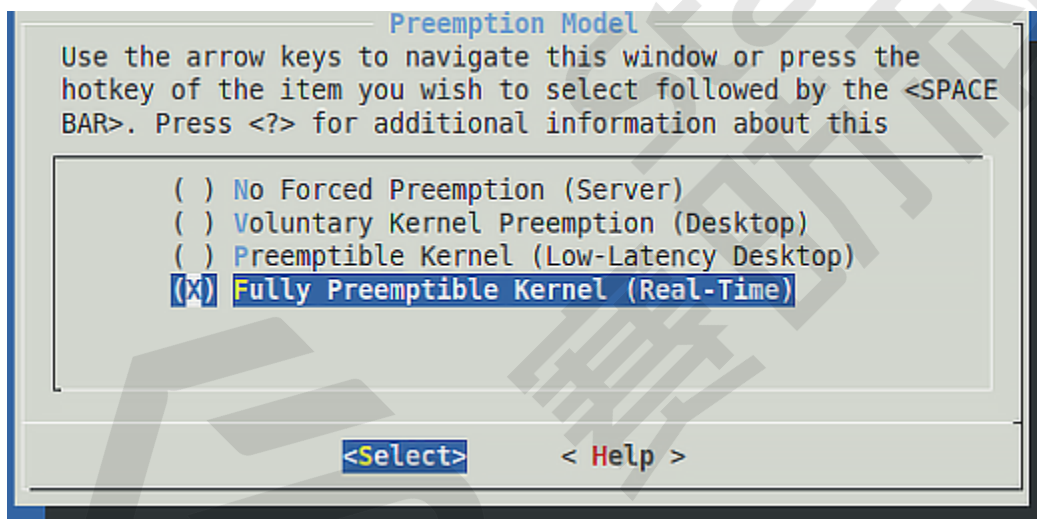 Preemption Model
Use the arrow keys to navigate this window or press the
hotkey of the item you wish to select followed by the <SPACE
BAR>. Press <?> for additional information about this
( ) No Forced Preemption (Server)
( ) Voluntary Kernel Preemption (Desktop)
( ) Preemptible Kernel (Low-Latency Desktop)
(X) Fully Preemptible Kernel (Real-Time)
<Select> < Help >